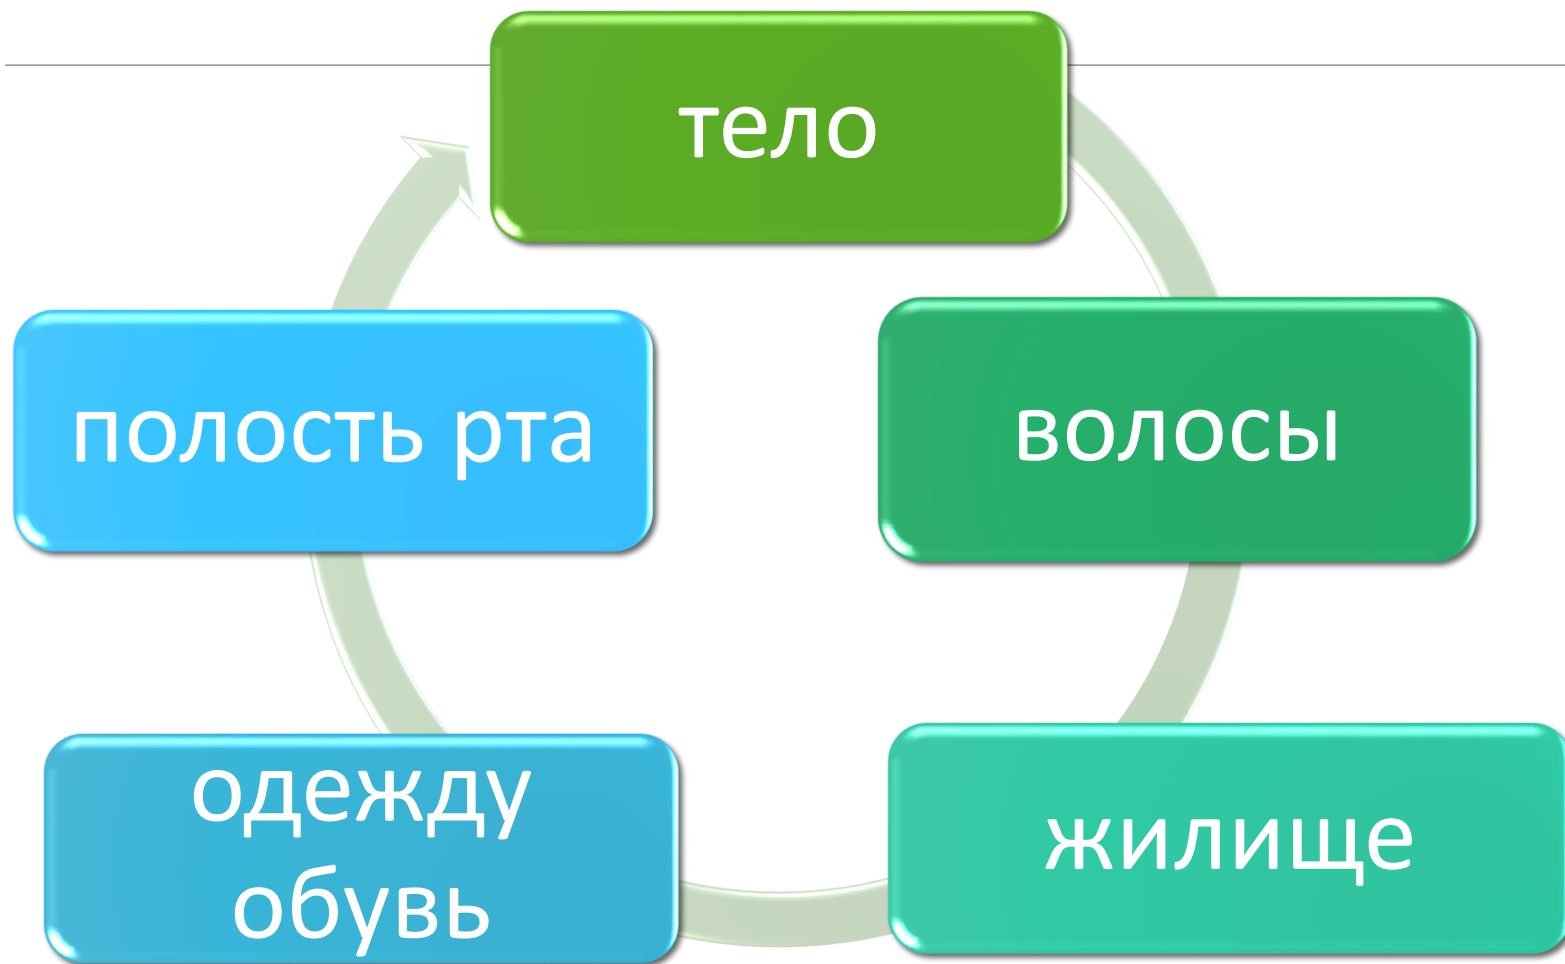 тело
полость рта
волосы
одежду
обувь
жилище